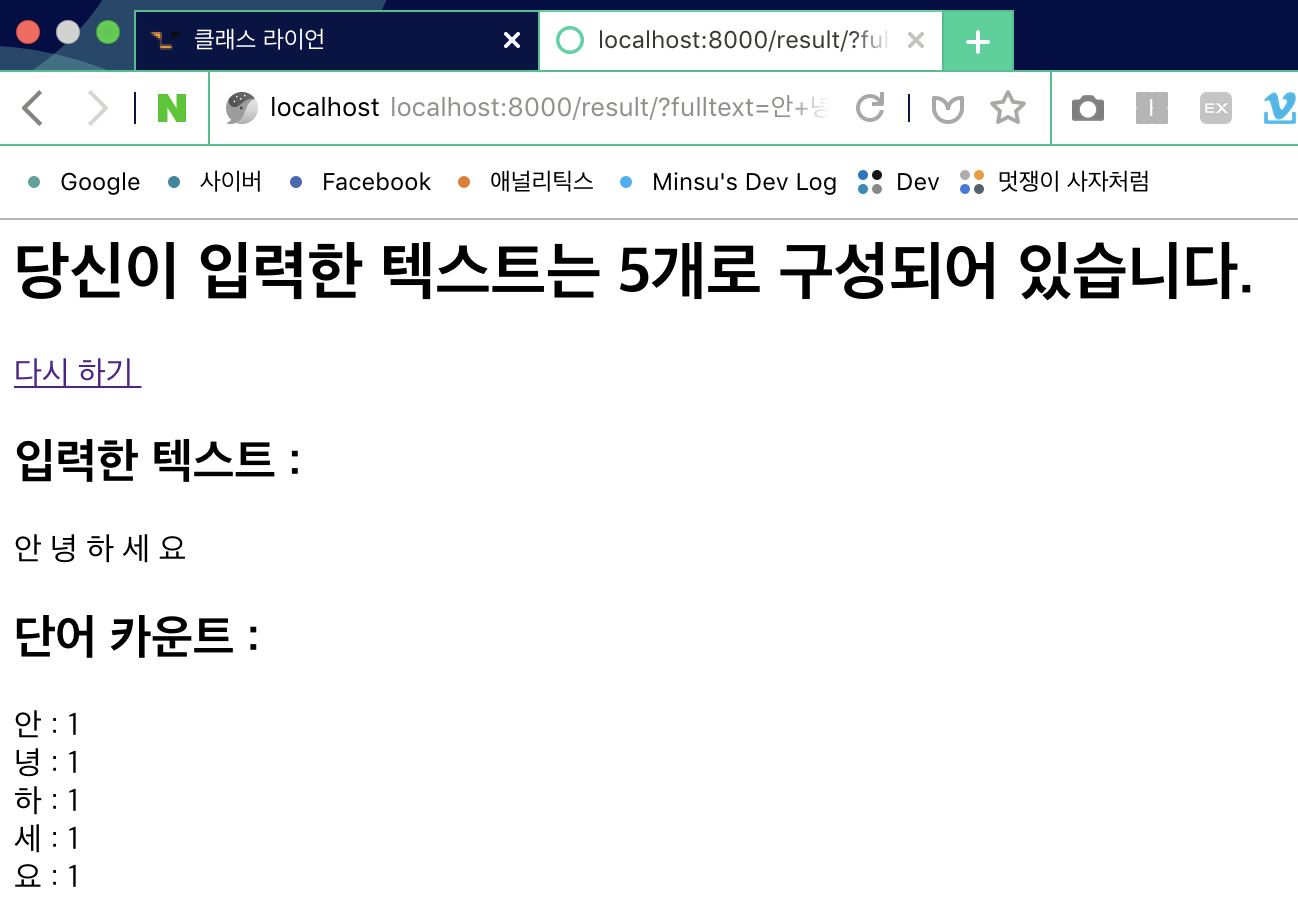 클래스 라이언
localhost:8000/result/?ful
N localhost localhost:8000/result/?fulltext=안+녕 EX
Google 사이버 Facebook 애널리틱스 Minsu's Dev Log Dev 멋쟁이 사자처럼
당신이 입력한 텍스트는 5개로 구성되어 있습니다.
다시 하기
입력한 텍스트 :
안 녕 하 세 요
단어 카운트 :
안 : 1
녕 : 1
하 : 1
세 : 1
요 : 1